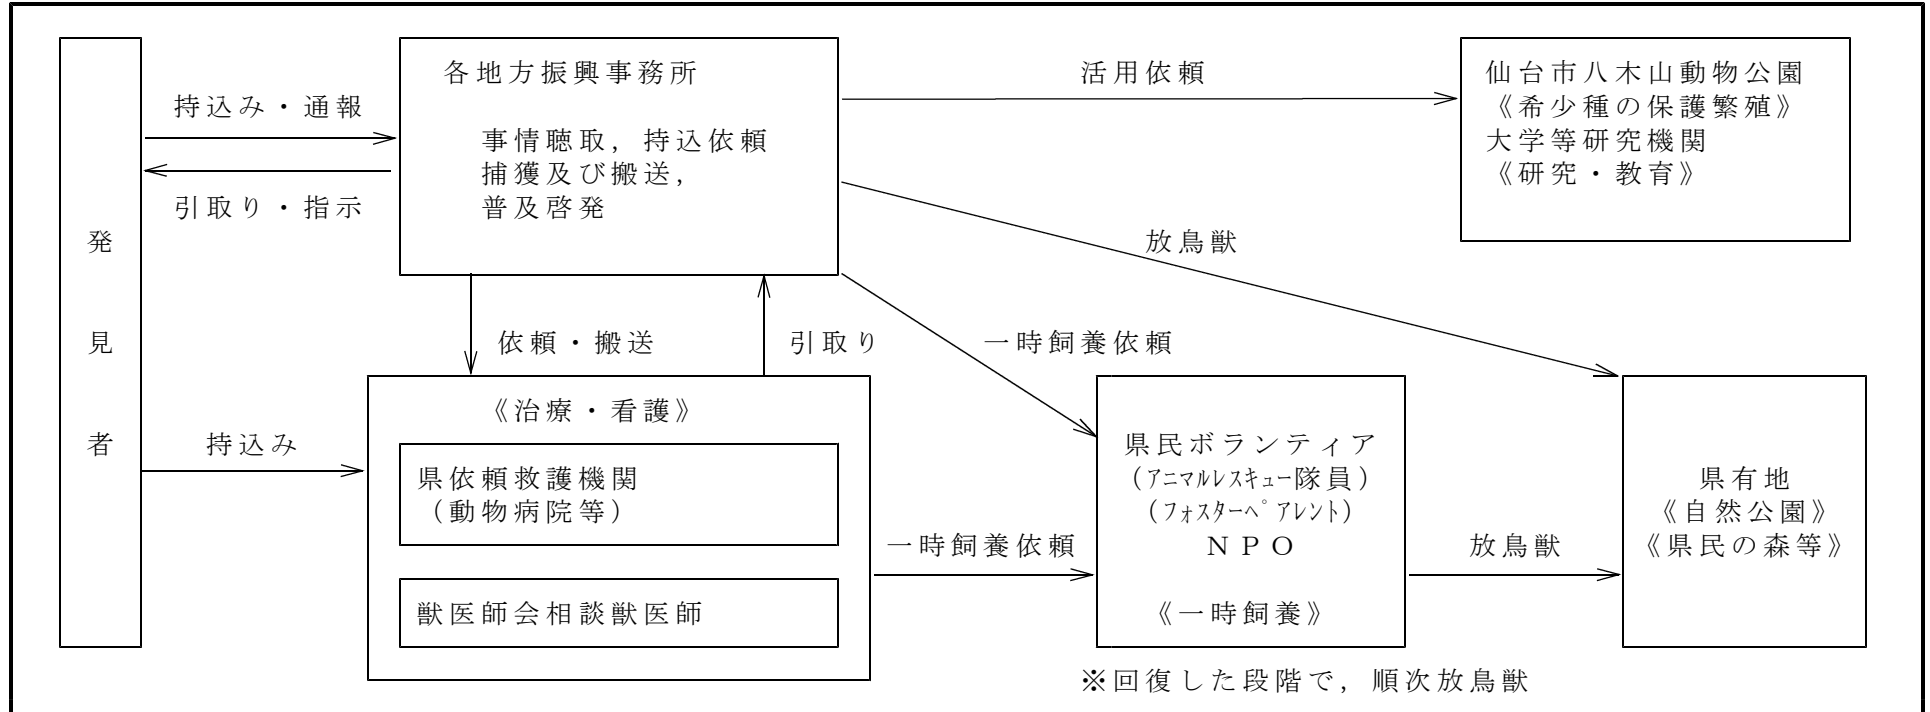 発見者
持込み・通報
引取り・指示
持込み
各地方振興事務所
事情聴取，持込依頼
捕獲及び搬送，
普及啓発
活用依頼
仙台市八木山動物公園
《希少種の保護繁殖》
大学等研究機関
《研究・教育》
放鳥獣
依頼・搬送
引取り
一時飼養依頼
《治療・看護》
県依頼救護機関
（動物病院等）
獣医師会相談獣医師
一時飼養依頼
県民ボランティア
（ｱﾆﾏﾙﾚｽｷｭｰ隊員）
（ﾌｫｽﾀｰﾍﾟｱﾚﾝﾄ）
ＮＰＯ
《一時飼養》
放鳥獣
県有地
《自然公園》
《県民の森等》
※回復した段階で，順次放鳥獣